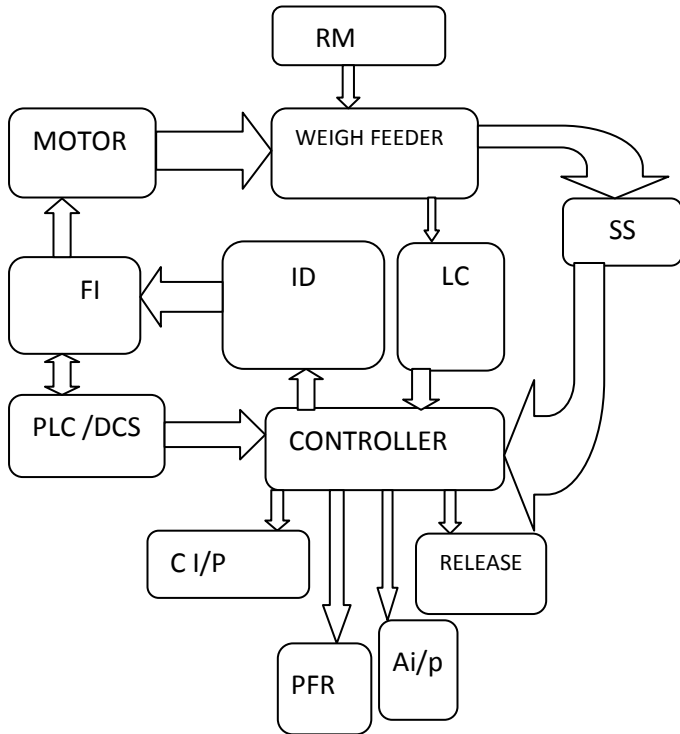 RM
MOTOR
WEIGH FEEDER
SS
FI
ID
LC
PLC /DCS
CONTROLLER
C I/P
RELEASE
PFR
Ai/p